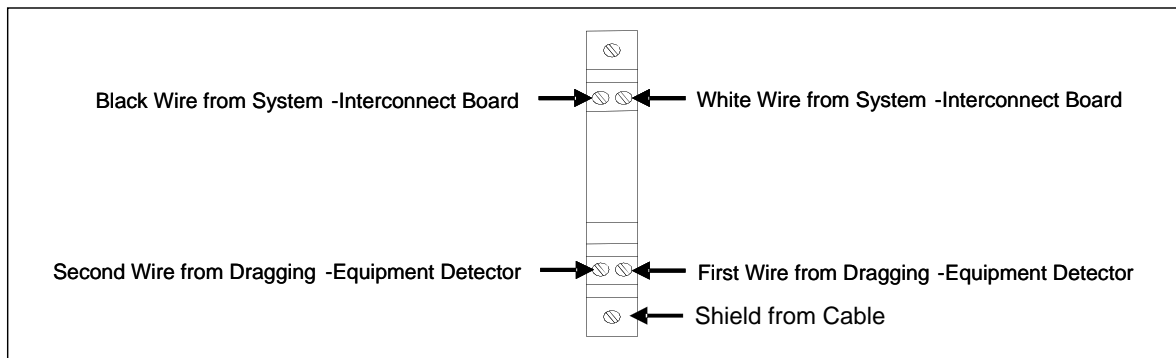 Black Wire from System -Interconnect Board
White Wire from System -Interconnect Board
Second Wire from Dragging -Equipment Detector
First Wire from Dragging -Equipment Detector
Shield from Cable